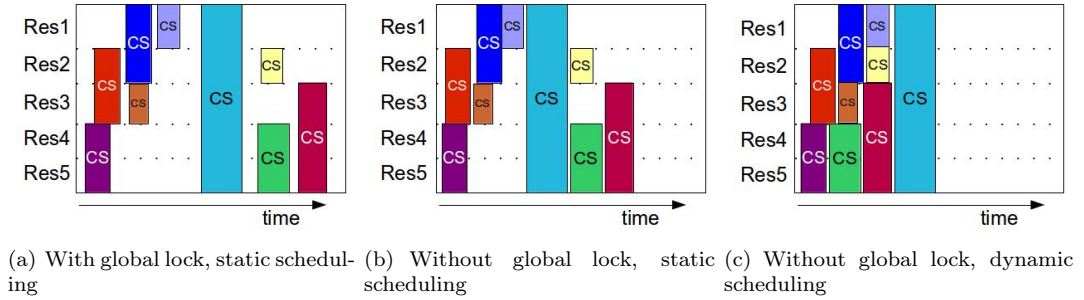 Res1
Res2
Res3
Res4
Res5
CS
CS
CS
CS
CS
CS
CS
CS
CS
time
Res1
Res2
Res3
Res4
Res5
CS
CS
CS
CS
CS
CS
CS
CS
CS
time
Res1
Res2
Res3
Res4
Res5
CS
CS
CS
CS
CS
CS
CS
CS
CS
time
(a) With global lock, static schedul-
ing
(b) Without global lock, static
scheduling
(c) Without global lock, dynamic
scheduling